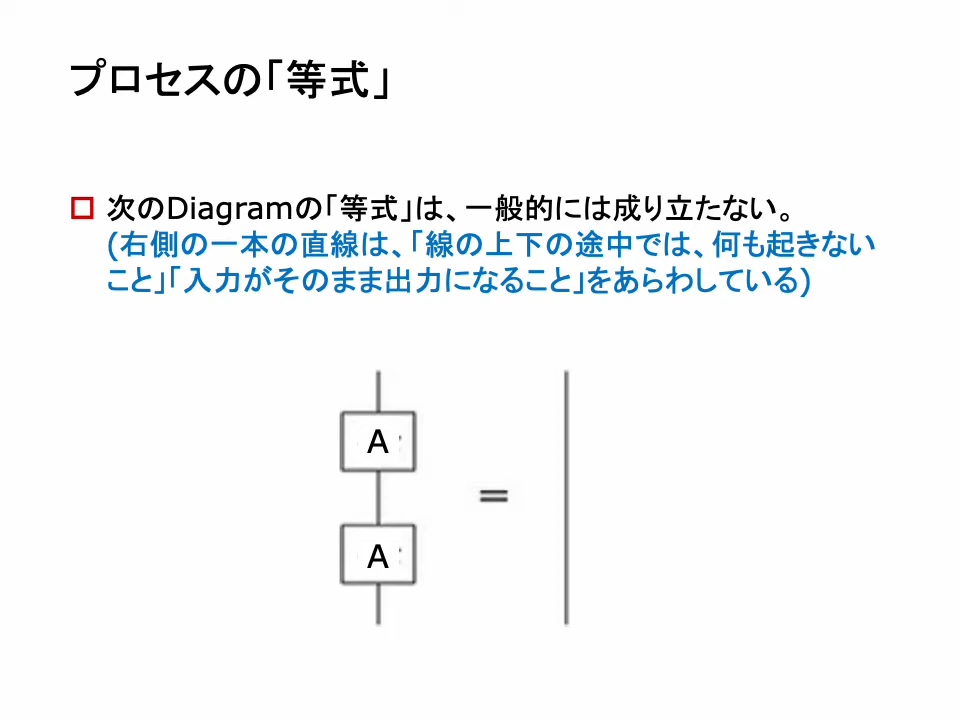 プロセスの「等式」
次のDiagramの「等式」は、一般的には成り立たない。
(右側の一本の直線は、「線の上下の途中では、何も起きない
こと」「入力がそのまま出力になること」をあらわしている)
A
=
A